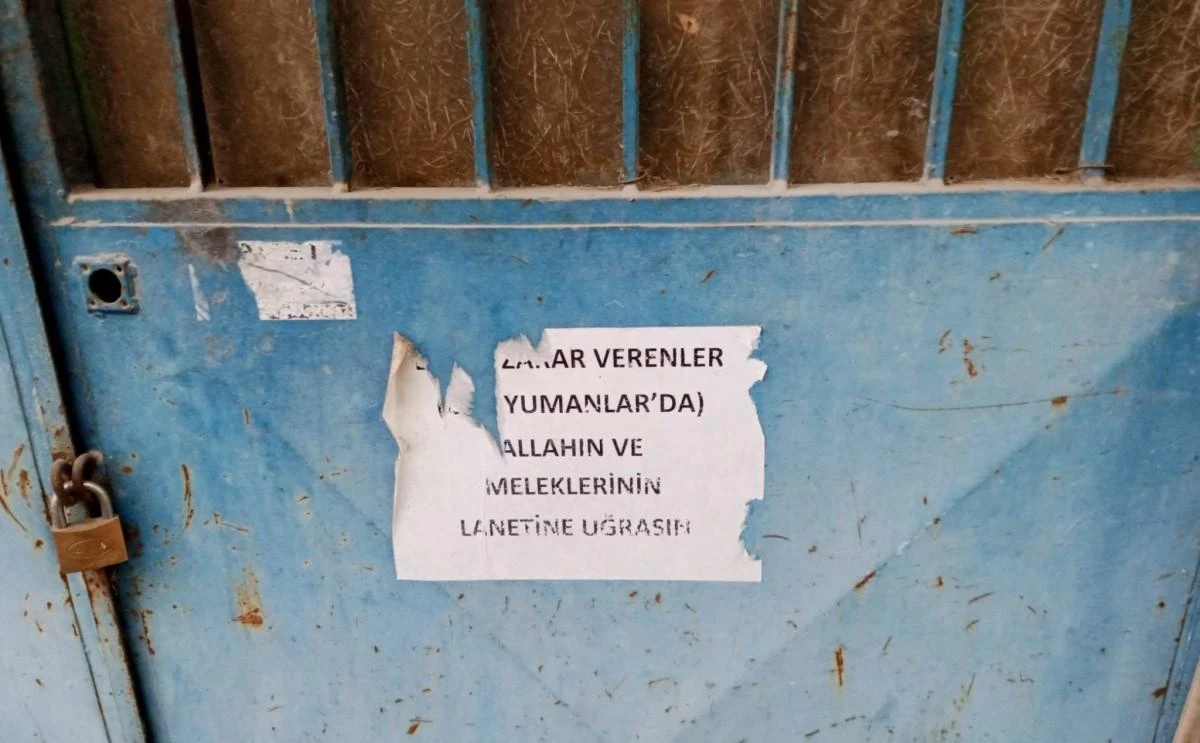 ZARAR VERENLER
YUMANLAR'DA)
ALLAHIN VE
MELEKLERİNİN
LANETİNE UĞRASIN